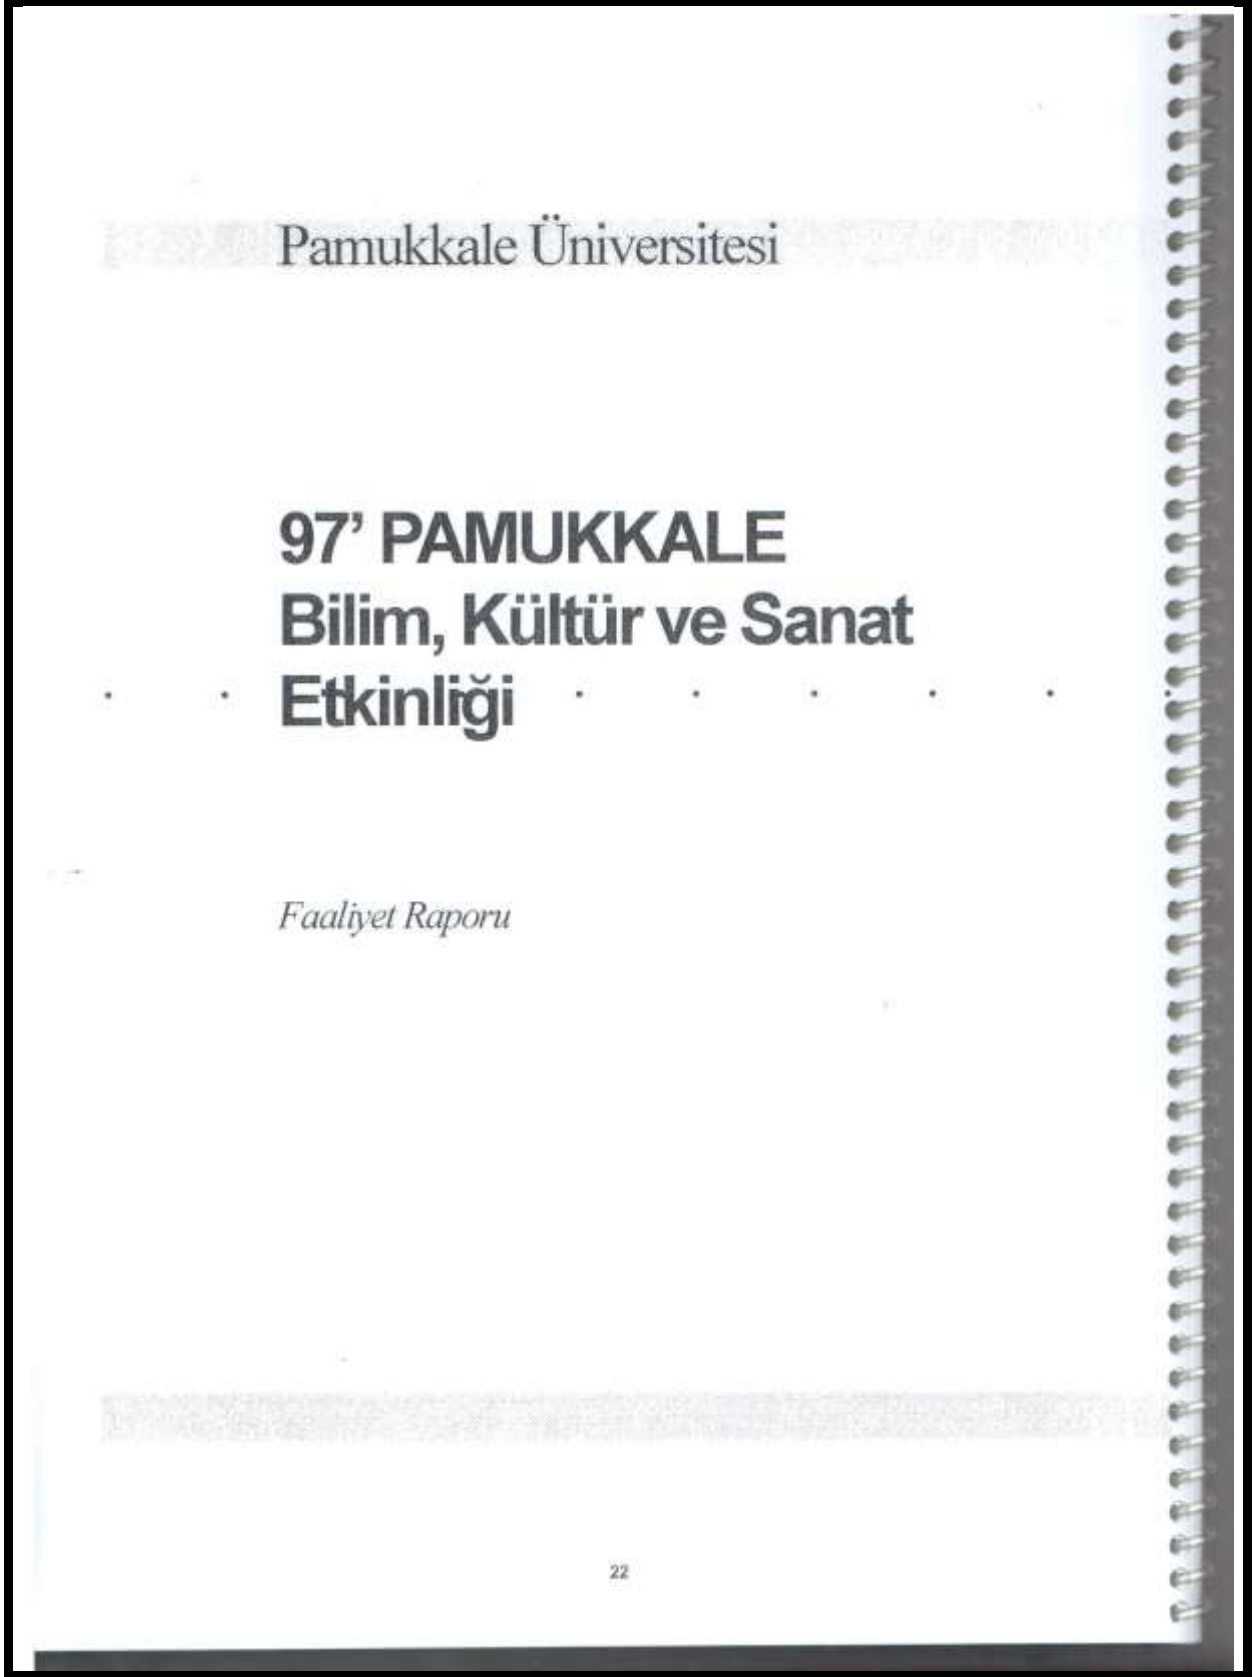 Pamukkale Üniversitesi
97’ PAMUKKALE
Bilim, Kültür ve Sanat
Etkinliği
Faaliyet Raporu
22